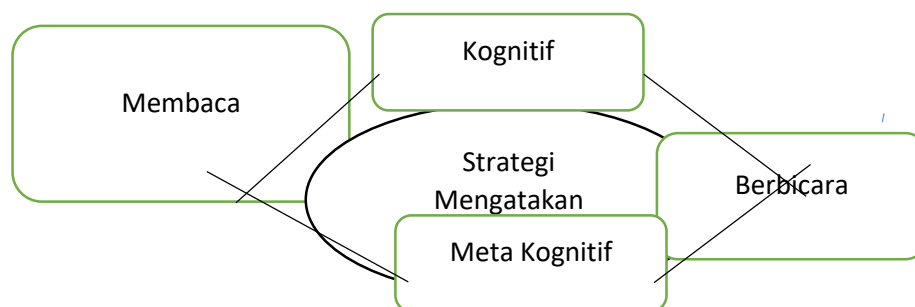 Kognitif
Membaca
Strategi
Mengatakan
Berbicara
Meta Kognitif